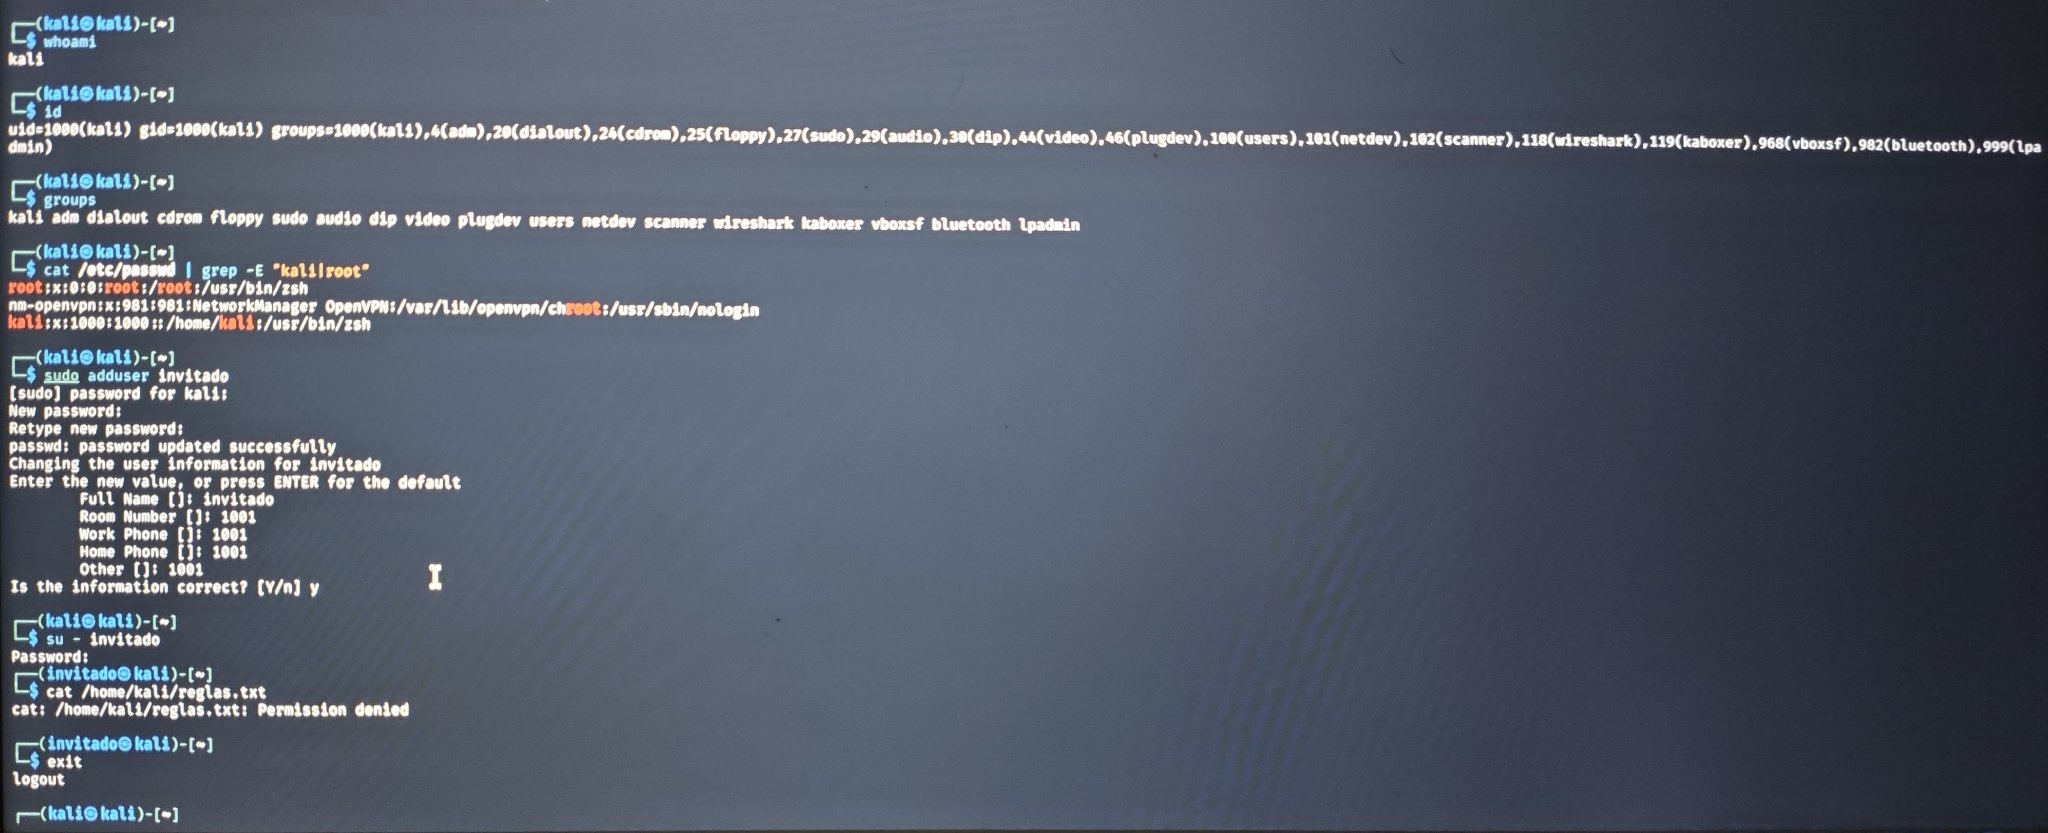 ┌──(kali㉿kali)-[~]
└─$ whoami
kali
┌──(kali㉿kali)-[~]
└─$ id
uid=1000(kali) gid=1000(kali) groups=1000(kali),4(adm),20(dialout),24(cdrom),25(floppy),27(sudo),29(audio),30(dip),44(video),46(plugdev),100(users),101(netdev),102(scanner),118(wireshark),119(kaboxer),968(vboxsf),982(bluetooth),999(lpa
dmin)
┌──(kali㉿kali)-[~]
└─$ groups
kali adm dialout cdrom floppy sudo audio dip video plugdev users netdev scanner wireshark kaboxer vboxsf bluetooth lpadmin
┌──(kali㉿kali)-[~]
└─$ cat /etc/passwd | grep -E "kali|root"
root:x:0:0:root:/root:/usr/bin/zsh
nm-openvpn:x:981:981:NetworkManager OpenVPN:/var/lib/openvpn/chroot:/usr/sbin/nologin
kali:x:1000:1000::/home/kali:/usr/bin/zsh
┌──(kali㉿kali)-[~]
└─$ sudo adduser invitado
[sudo] password for kali:
New password:
Retype new password:
passwd: password updated successfully
Changing the user information for invitado
Enter the new value, or press ENTER for the default
Full Name []: invitado
Room Number []: 1001
Work Phone []: 1001
Home Phone []: 1001
Other []: 1001
Is the information correct? [Y/n] y
┌──(kali㉿kali)-[~]
└─$ su - invitado
Password:
┌──(invitado㉿kali)-[~]
└─$ cat /home/kali/reglas.txt
cat: /home/kali/reglas.txt: Permission denied
┌──(invitado㉿kali)-[~]
└─$ exit
logout
┌──(kali㉿kali)-[~]